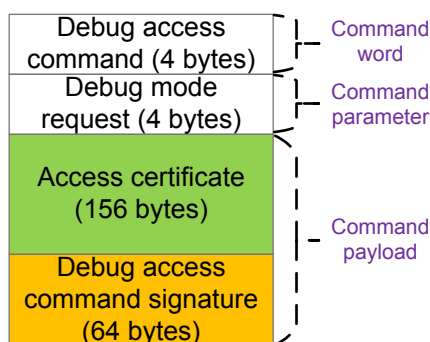 Debug access
command (4 bytes)
Command
word
Debug mode
request (4 bytes)
Command
parameter
Access certificate
(156 bytes)
Command
payload
Debug access
command signature
(64 bytes)